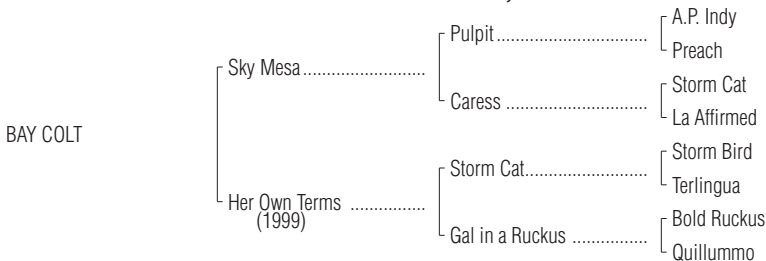 A.P. Indy
Pulpit..........................................
Preach
Sky Mesa...........................
Storm Cat
Caress .......................................
La Affirmed
BAY COLT
Storm Bird
Storm Cat...................................
Terlingua
Her Own Terms ................
(1999)
Bold Ruckus
Gal in a Ruckus .....................
Quillummo